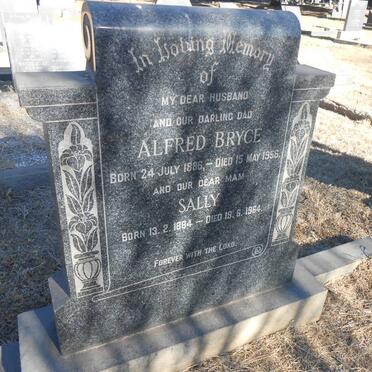 In Loving Memory
of
MY DEAR HUSBAND
AND OUR DARLING DAD
ALFRED BRYCE
BORN 24 JULY 1886,— DIED 15 MAY 1956,
AND OUR DEAR MAM
SALLY
BORN 13. 2. 1884 — DIED 19. 6. 1964.
FOREVER WITH THE LORD.